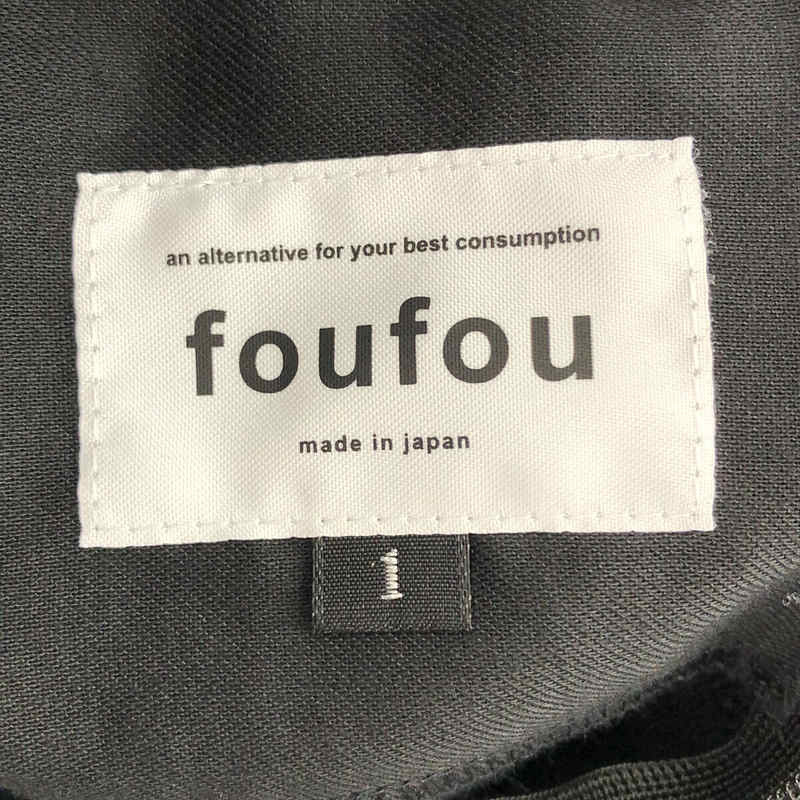 an alternative for your best consumption
foufou
made in japan
1